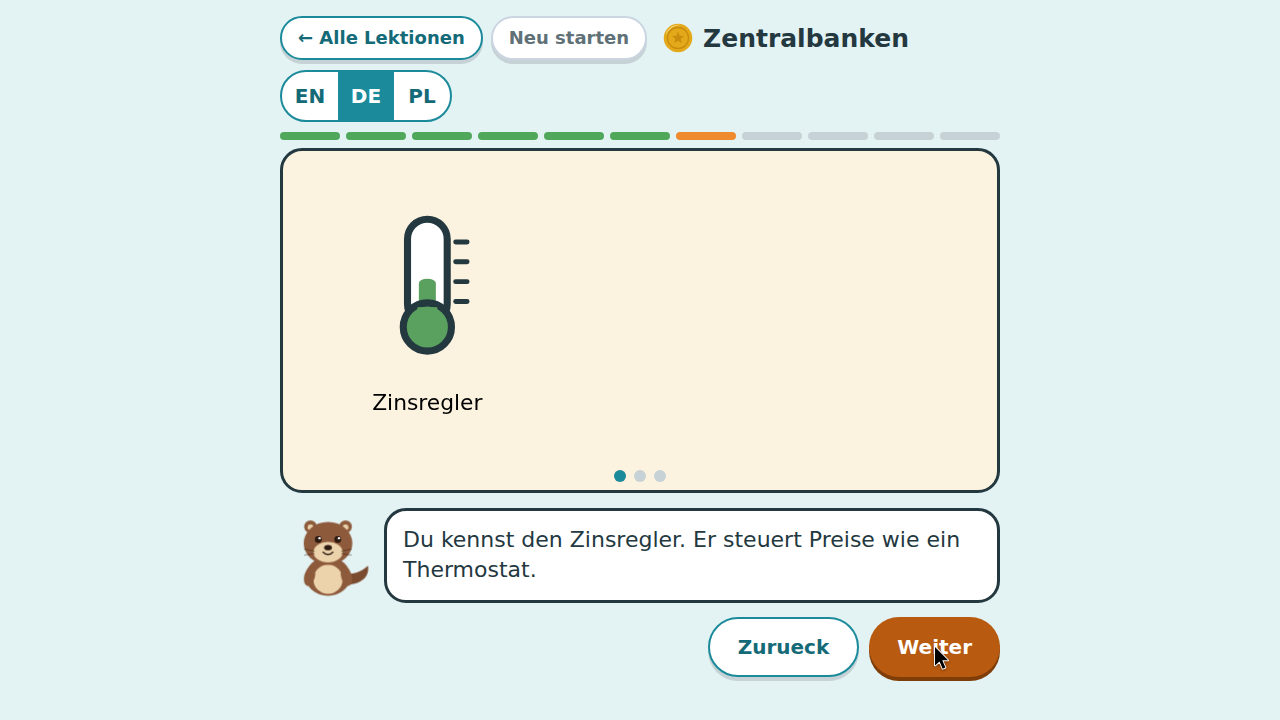 ← Alle Lektionen
Neu starten
Zentralbanken
EN
DE
PL
Zinsregler
Du kennst den Zinsregler. Er steuert Preise wie ein
Thermostat.
Zurueck
Weiter